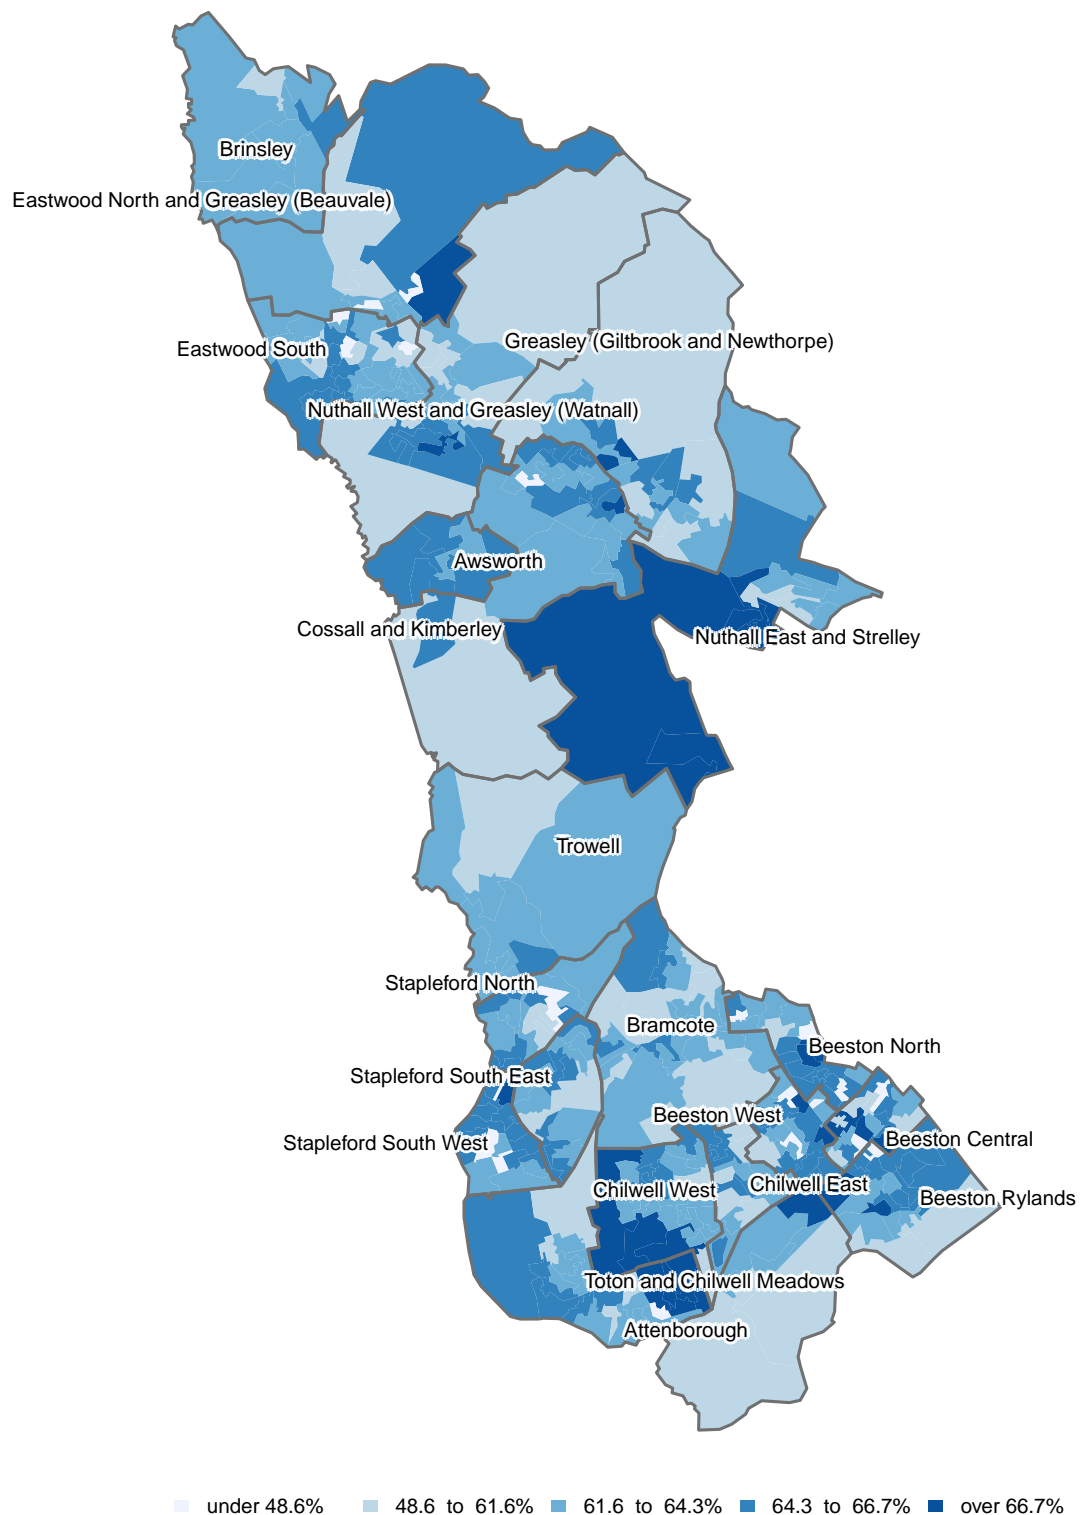 Brinsley
Eastwood North and Greasley (Beauvale)
Greasley (Giltbrook and Newthorpe)
Eastwood South
Nuthall West and Greasley (Watnall)
Awsworth
Cossall and Kimberley
Nuthall East and Strelley
Trowell
Stapleford North
Bramcote
Beeston North
Stapleford South East
Beeston West
Beeston Central
Stapleford South West
Chilwell West
Chilwell East
Beeston Rylands
Toton and Chilwell Meadows
Attenborough
under 48.6% 48.6 to 61.6% 61.6 to 64.3% 64.3 to 66.7% over 66.7%